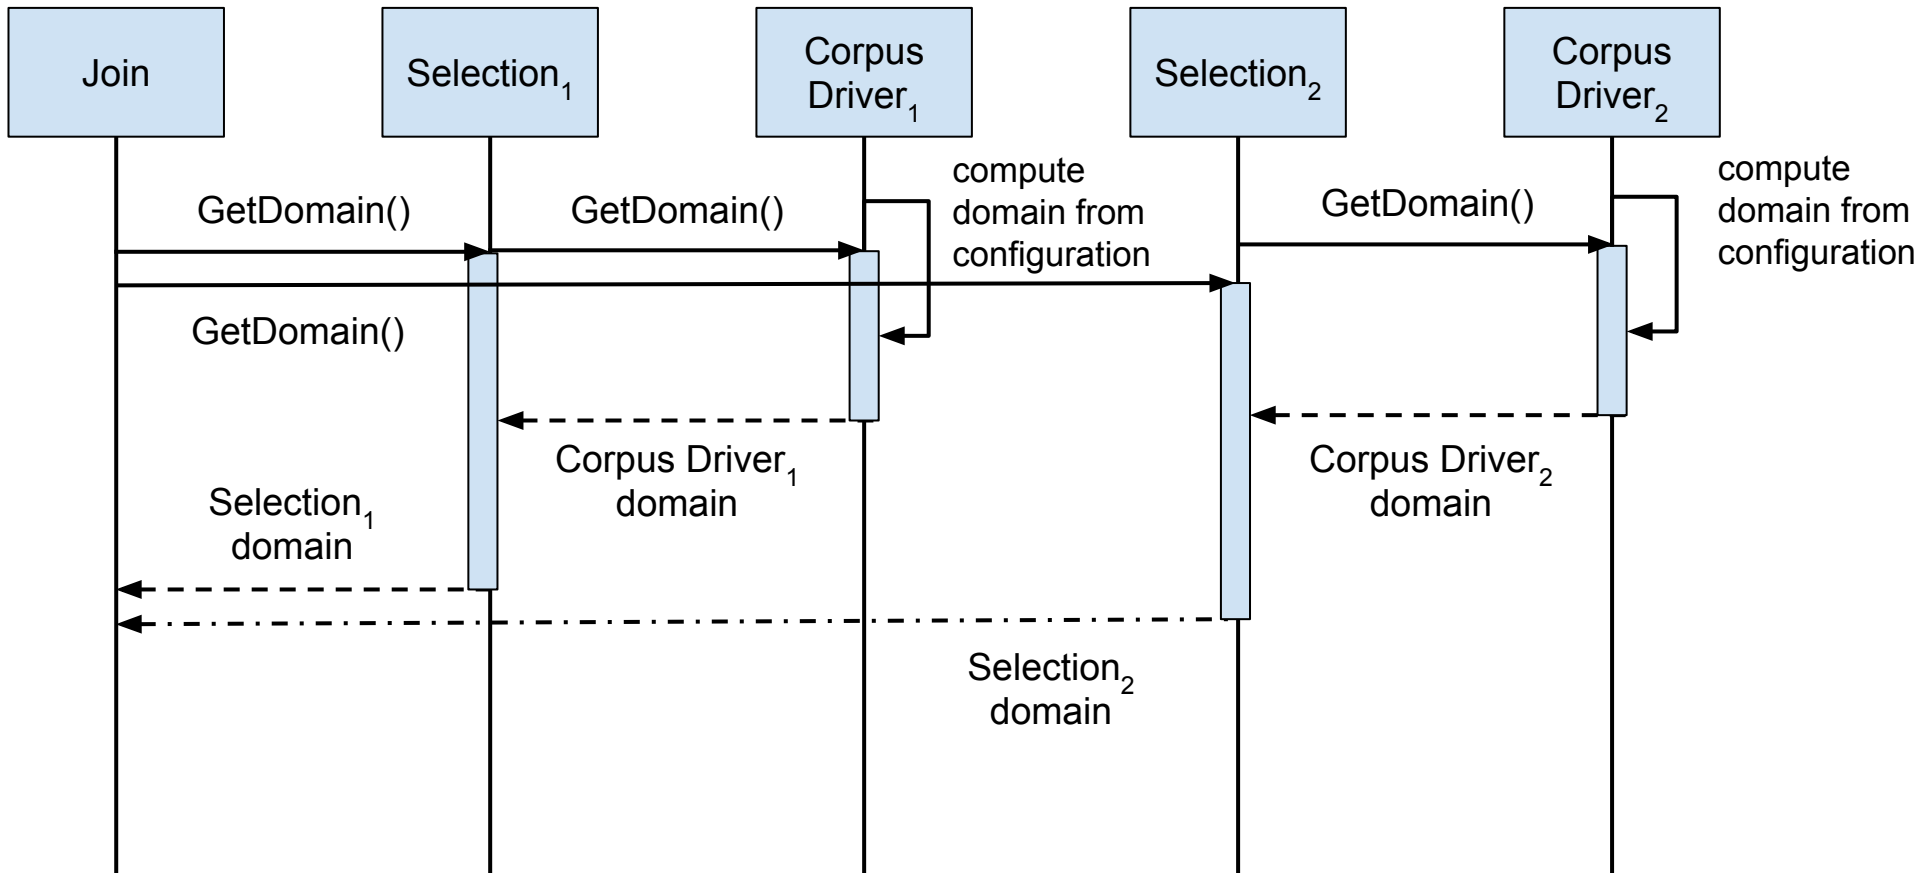 Join
Selection₁
Corpus
Driver₁
Selection₂
Corpus
Driver₂
GetDomain()
GetDomain()
compute
domain from
configuration
GetDomain()
compute
domain from
configuration
GetDomain()
Corpus Driver₁
domain
Corpus Driver₂
domain
Selection₁
domain
Selection₂
domain